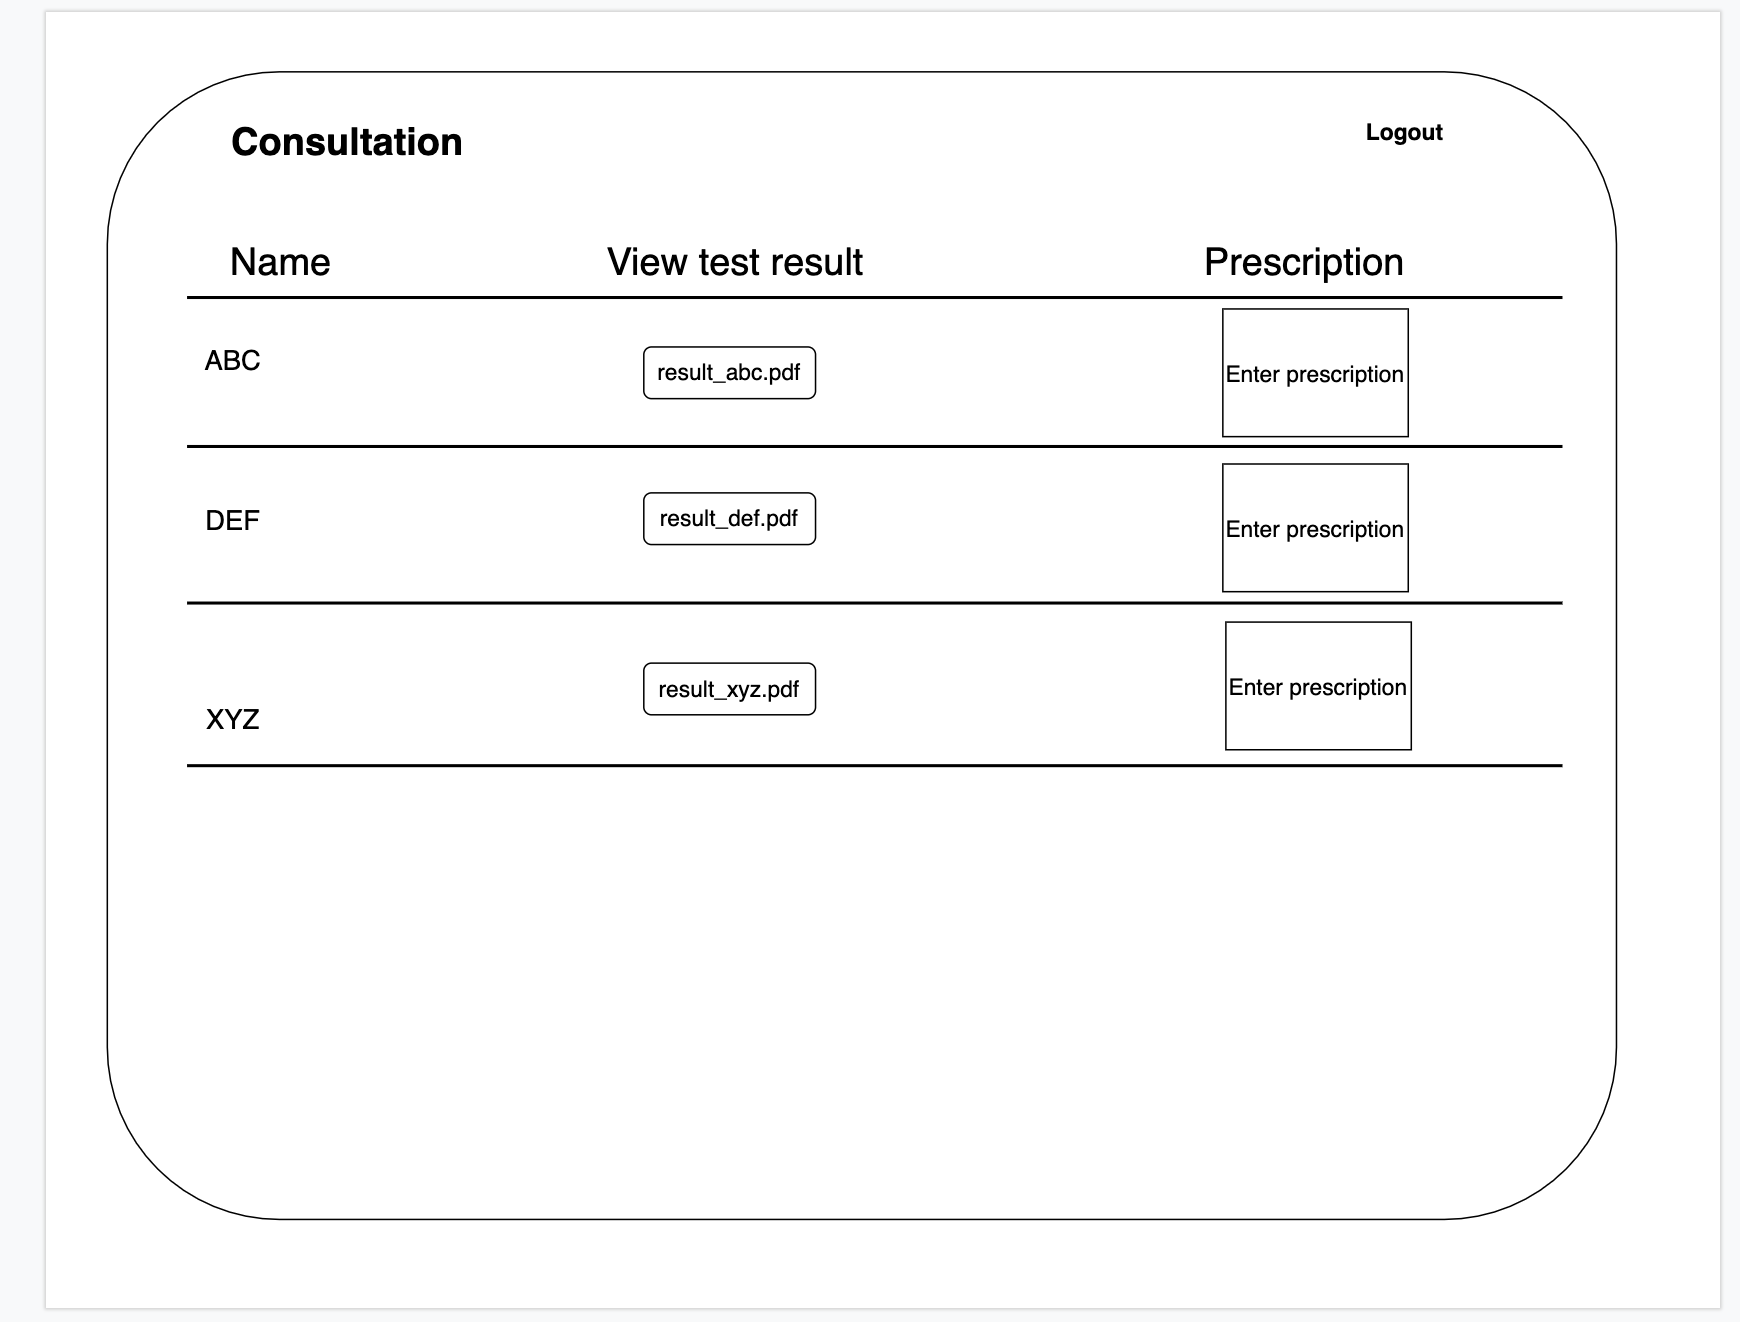 Consultation
Logout
Name
View test result
Prescription
ABC
result_abc.pdf
Enter prescription
DEF
result_def.pdf
Enter prescription
XYZ
result_xyz.pdf
Enter prescription